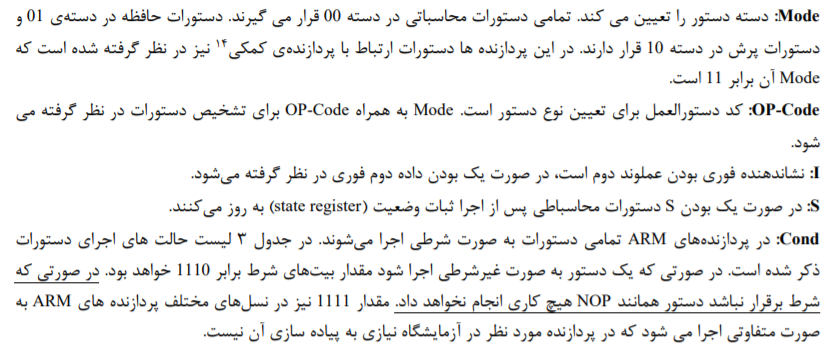 Mode: دسته دستور را تعیین می کند. تمامی دستورات محاسباتی در دسته 00 قرار می گیرند. دستورات حافظه در دسته‌ی 01 و
دستورات پرش در دسته 10 قرار دارند. در این پردازنده ها دستورات ارتباط با پردازنده‌ی کمکی۱۴ نیز در نظر گرفته شده است که
Mode آن برابر 11 است.
OP-Code: کد دستورالعمل برای تعیین نوع دستور است. Mode به همراه OP-Code برای تشخیص دستورات در نظر گرفته می
شود.
I: نشاندهنده فوری بودن عملوند دوم است، در صورت یک بودن داده دوم فوری در نظر گرفته می‌شود.
S: در صورت یک بودن S دستورات محاسباطی پس از اجرا ثبات وضعیت (state register) به روز می‌کنند.
Cond: در پردازنده‌های ARM تمامی دستورات به صورت شرطی اجرا می‌شوند. در جدول ۳ لیست حالت های اجرای دستورات
ذکر شده است. در صورتی که یک دستور به صورت غیرشرطی اجرا شود مقدار بیت‌های شرط برابر 1110 خواهد بود. در صورتی که
شرط برقرار نباشد دستور همانند NOP هیچ کاری انجام نخواهد داد. مقدار 1111 نیز در نسل‌های مختلف پردازنده های ARM به
صورت متفاوتی اجرا می شود که در پردازنده مورد نظر در آزمایشگاه نیازی به پیاده سازی آن نیست.